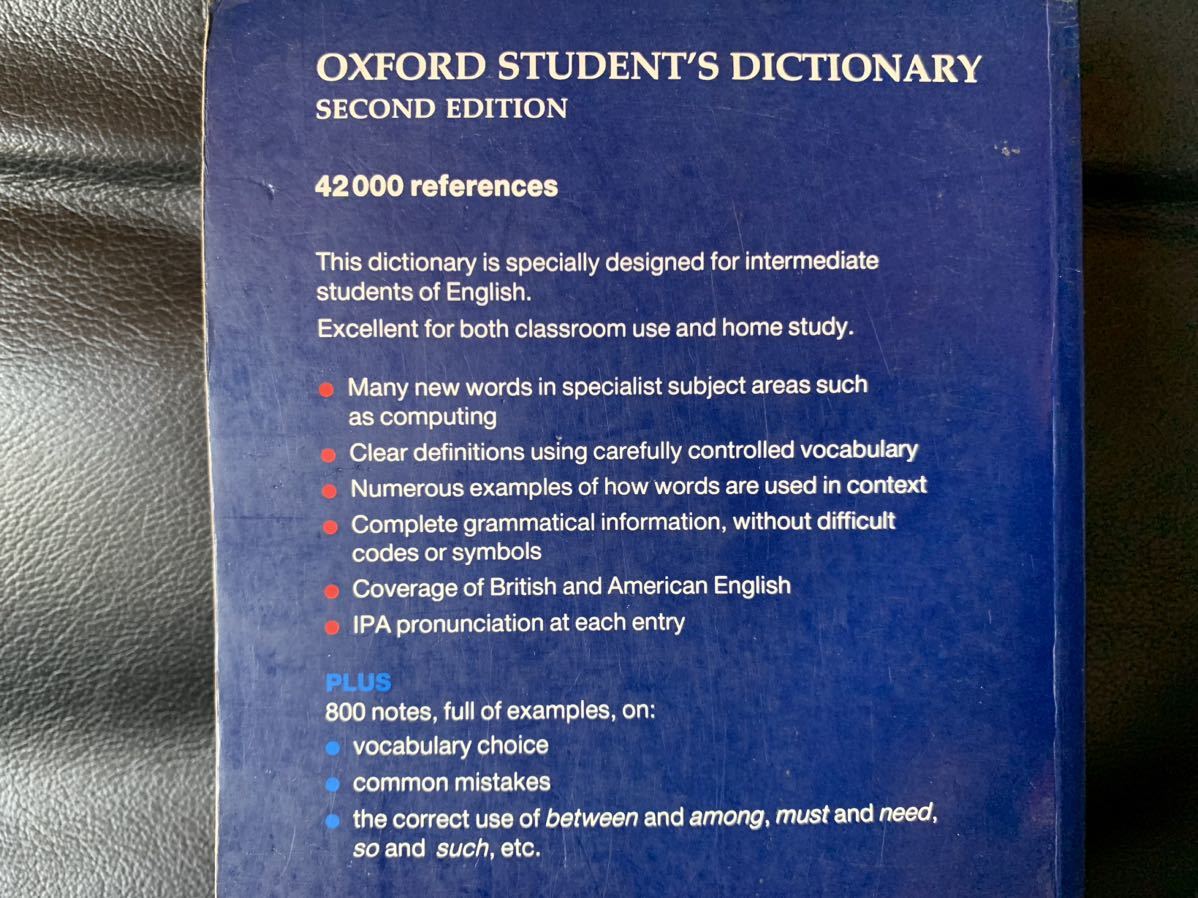 OXFORD STUDENT'S DICTIONARY
SECOND EDITION
42000 references
This dictionary is specially designed for intermediate
students of English.
Excellent for both classroom use and home study.
● Many new words in specialist subject areas such
as computing
● Clear definitions using carefully controlled vocabulary
● Numerous examples of how words are used in context
● Complete grammatical information, without difficult
codes or symbols
● Coverage of British and American English
● IPA pronunciation at each entry
PLUS
800 notes, full of examples, on:
● vocabulary choice
● common mistakes
● the correct use of between and among, must and need,
so and such, etc.